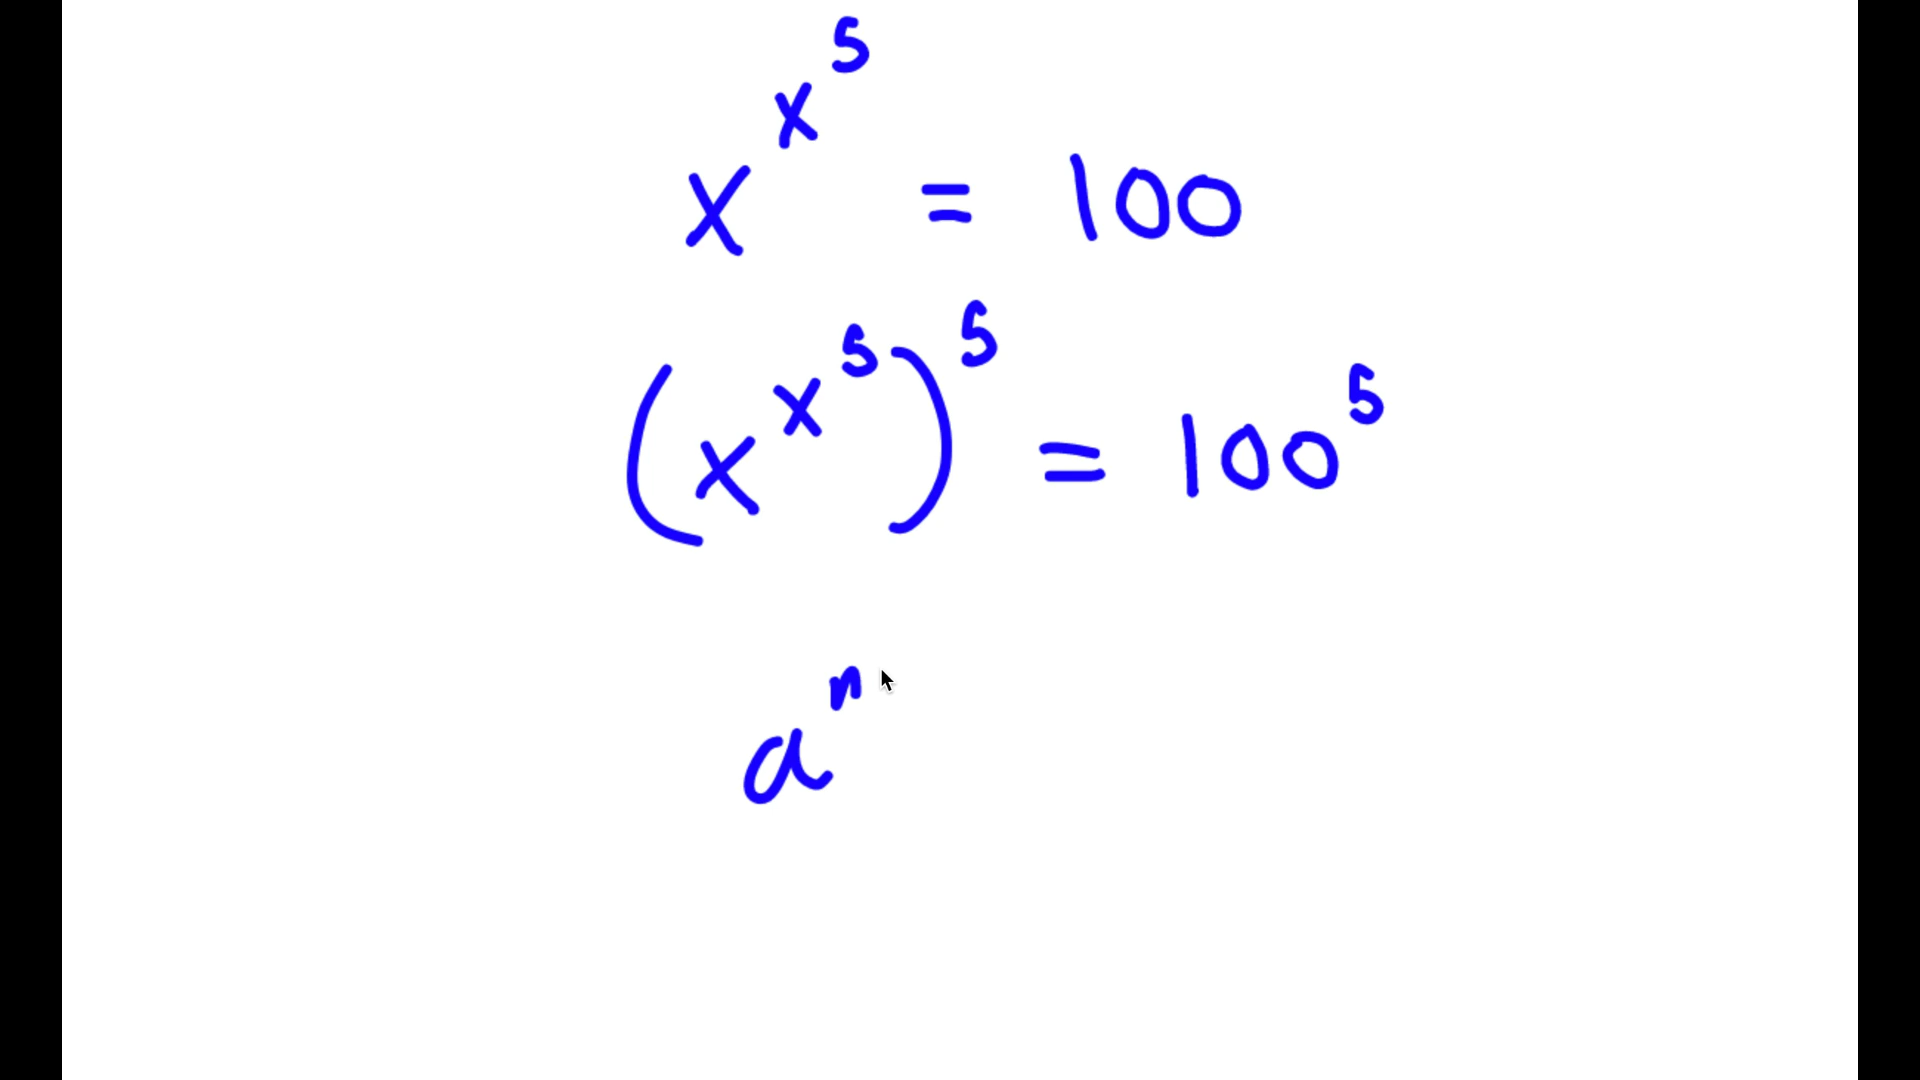 x^x^5 = 100
(x^x^5)^5 = 100^5
a^n